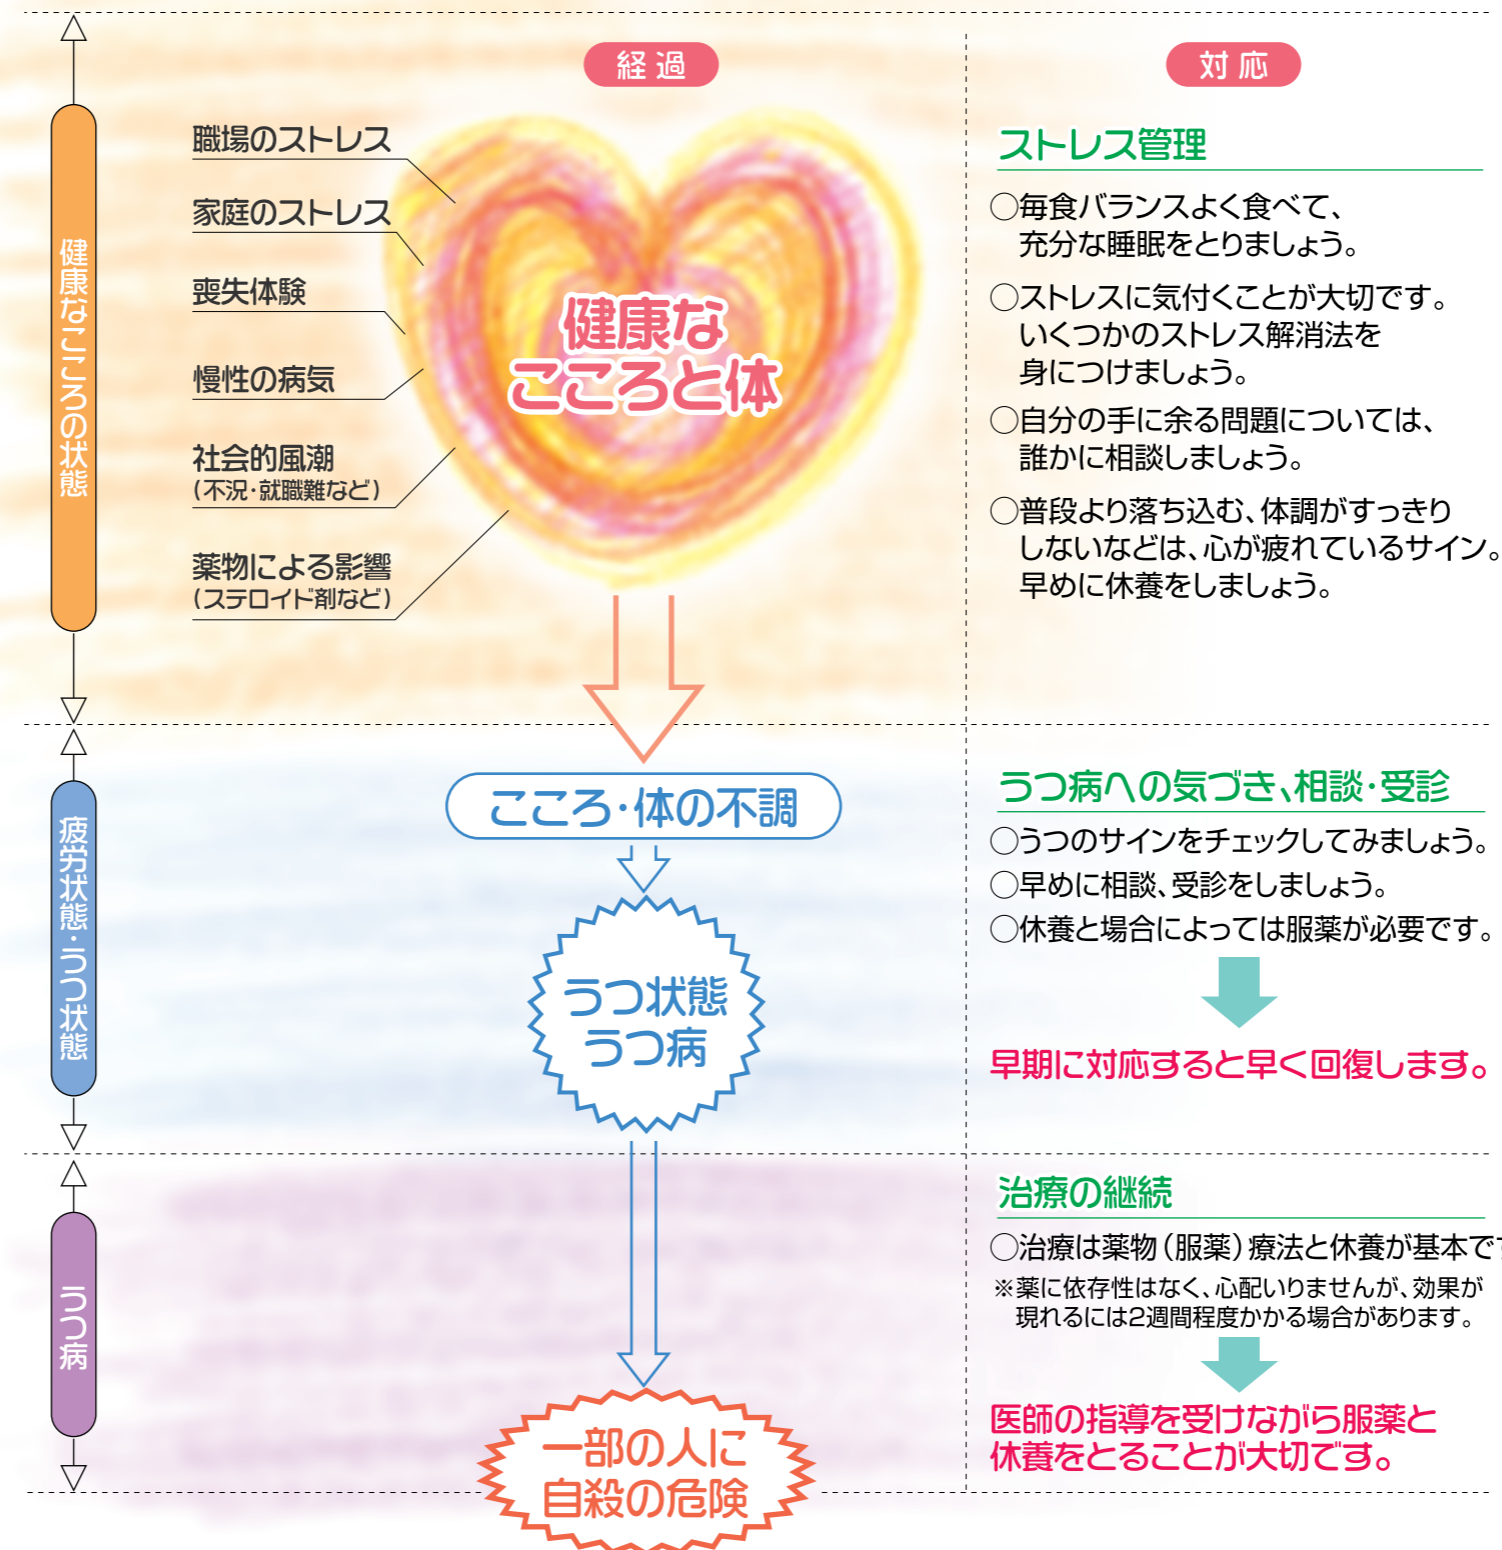 経過
対応
健康なこころの状態
職場のストレス
家庭のストレス
喪失体験
慢性の病気
社会的風潮
(不況・就職難など)
薬物による影響
(ステロイド剤など)
健康な
こころと体
ストレス管理
○毎食バランスよく食べて、
充分な睡眠をとりましょう。
○ストレスに気付くことが大切です。
いくつかのストレス解消法を
身につけましょう。
○自分の手に余る問題については、
誰かに相談しましょう。
○普段より落ち込む、体調がすっきり
しないなどは、心が疲れているサイン。
早めに休養をしましょう。
疲労状態・うつ状態
こころ・体の不調
うつ状態
うつ病
うつ病への気づき、相談・受診
○うつのサインをチェックしてみましょう。
○早めに相談、受診をしましょう。
○休養と場合によっては服薬が必要です。
早期に対応すると早く回復します。
うつ病
一部の人に
自殺の危険
治療の継続
○治療は薬物(服薬)療法と休養が基本です
※薬に依存性はなく、心配いりませんが、効果が
現れるには2週間程度かかる場合があります。
医師の指導を受けながら服薬と
休養をとることが大切です。